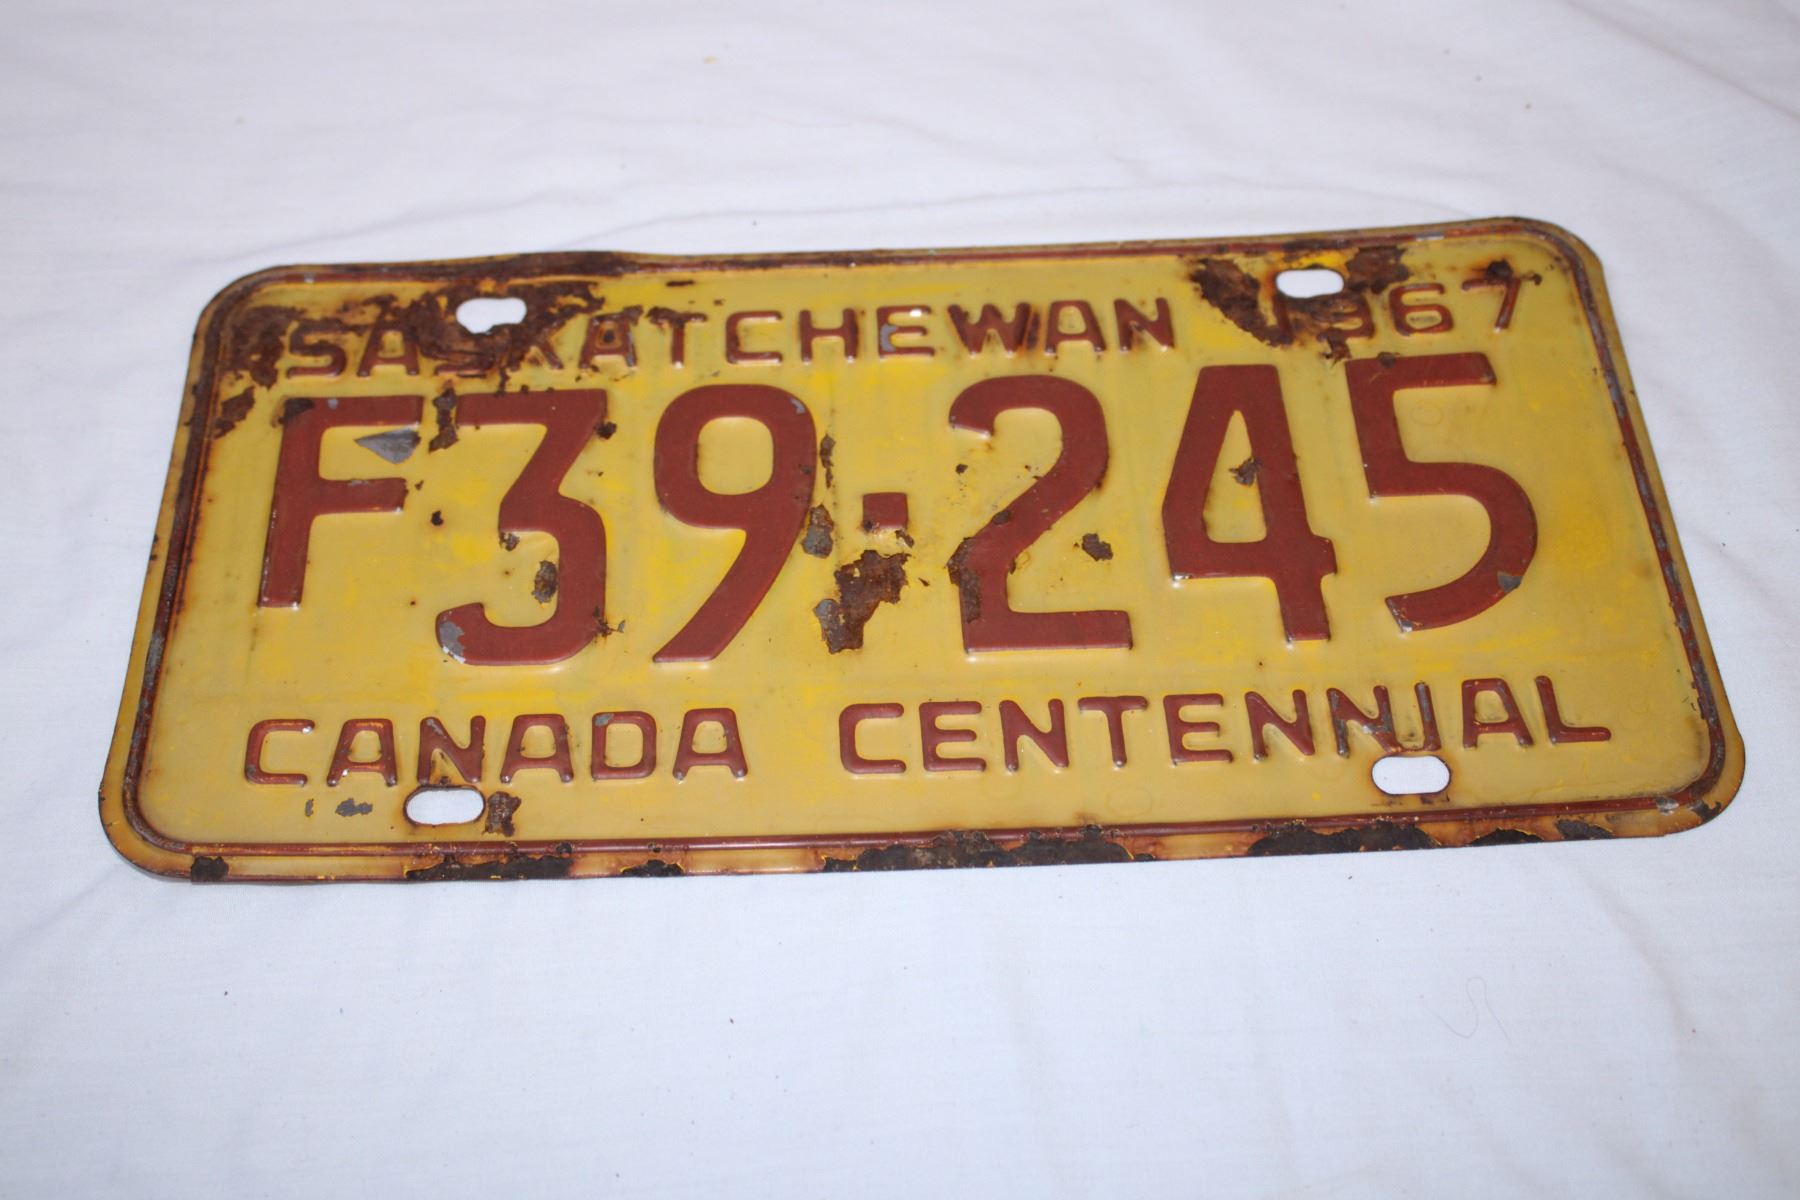 SASKATCHEWAN 1967
F39-245
CANADA CENTENNIAL